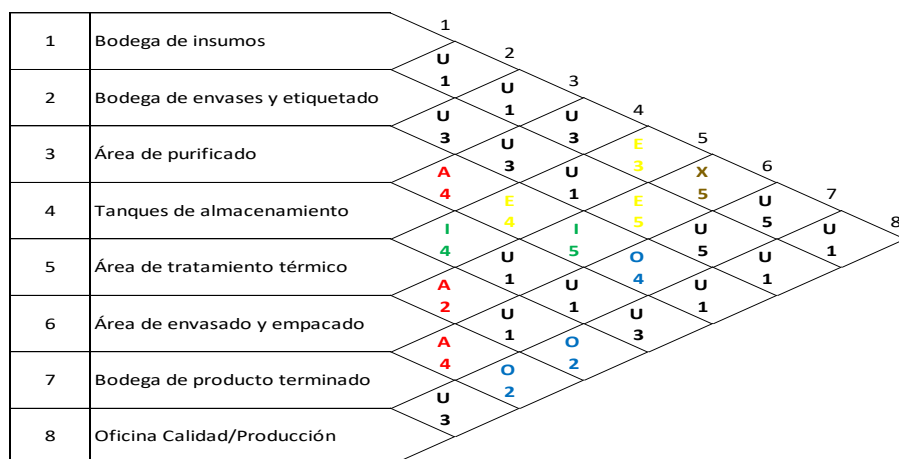 1 Bodega de insumos
2 Bodega de envases y etiquetado
3 Área de purificado
4 Tanques de almacenamiento
5 Área de tratamiento térmico
6 Área de envasado y empacado
7 Bodega de producto terminado
8 Oficina Calidad/Producción
1
2
3
4
5
6
7
8
U
1
U
3
A
4
I
4
A
2
A
4
U
3
U
1
U
3
E
4
U
1
U
1
O
2
U
3
U
1
I
5
U
1
O
2
E
3
E
5
O
4
U
3
X
5
U
5
U
1
U
5
U
1
U
1